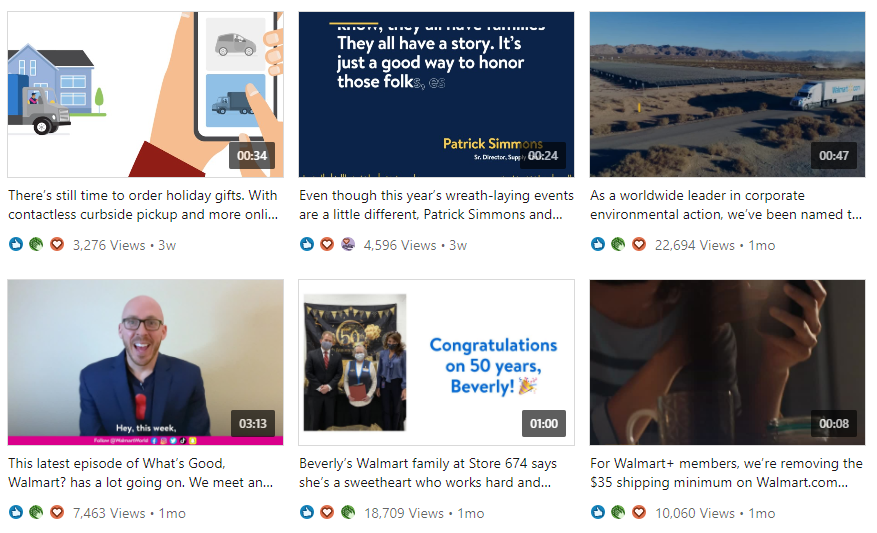 know, they all have families
They all have a story. It's
just a good way to honor
those folks, es
Patrick Simmons
Sr. Director, Supply
Walmart
00:34
00:24
00:47
There's still time to order holiday gifts. With
contactless curbside pickup and more onli...
Even though this year's wreath-laying events
are a little different, Patrick Simmons and...
As a worldwide leader in corporate
environmental action, we've been named t...
3,276 Views • 3w
4,596 Views • 3w
22,694 Views • 1mo
Hey, this week,
Follow @WalmartWorld
03:13
50
Congratulations
on 50 years,
Beverly!
01:00
00:08
This latest episode of What's Good,
Walmart? has a lot going on. We meet an...
Beverly's Walmart family at Store 674 says
she's a sweetheart who works hard and...
For Walmart+ members, we're removing the
$35 shipping minimum on Walmart.com...
7,463 Views • 1mo
18,709 Views • 1mo
10,060 Views • 1mo